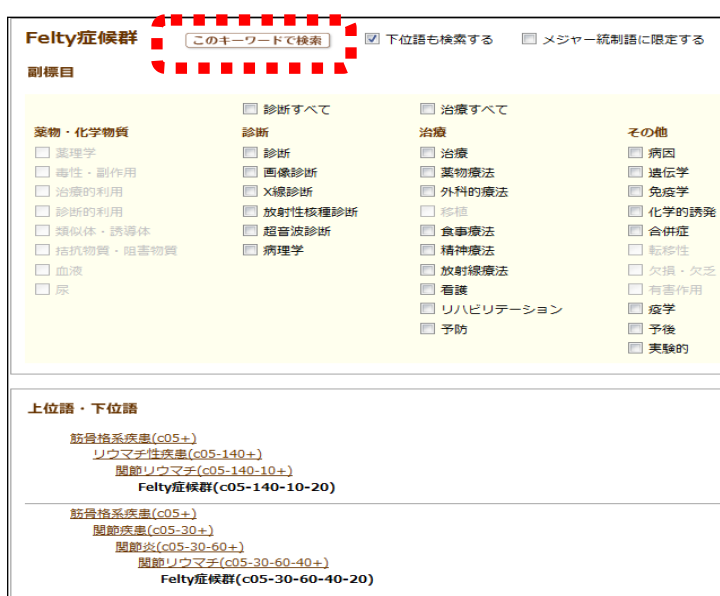 Felty症候群 このキーワードで検索 下位語も検索する メジャー統制語に限定する
副標目
診断すべて 治療すべて
薬物・化学物質 診断 治療 その他
薬理学 診断 治療 病因
毒性・副作用 画像診断 薬物療法 遺伝学
治療的利用 X線診断 外科的療法 免疫学
診断的利用 放射性核種診断 移植 化学的誘発
類似体・誘導体 超音波診断 食事療法 合併症
拮抗物質・阻害物質 病理学 精神療法 転移性
血液 放射線療法 欠損・欠乏
尿 看護 有害作用
リハビリテーション 疫学
予防 予後
実験的
上位語・下位語
筋骨格系疾患(c05+)
リウマチ性疾患(c05-140+)
関節リウマチ(c05-140-10+)
Felty症候群(c05-140-10-20)
筋骨格系疾患(c05+)
関節疾患(c05-30+)
関節炎(c05-30-60+)
関節リウマチ(c05-30-60-40+)
Felty症候群(c05-30-60-40-20)